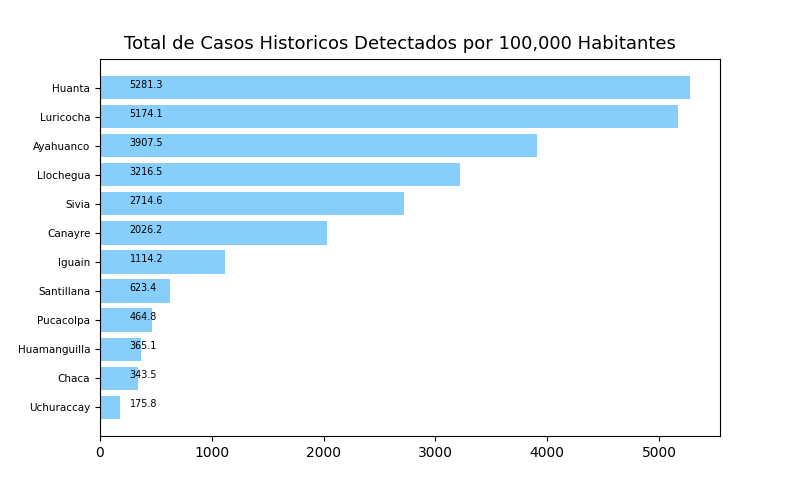 Total de Casos Historicos Detectados por 100,000 Habitantes
Huanta 5281.3
Luricocha 5174.1
Ayahuanco 3907.5
Llochegua 3216.5
Sivia 2714.6
Canayre 2026.2
Iguain 1114.2
Santillana 623.4
Pucacolpa 464.8
Huamanguilla 365.1
Chaca 343.5
Uchuraccay 175.8
0 1000 2000 3000 4000 5000